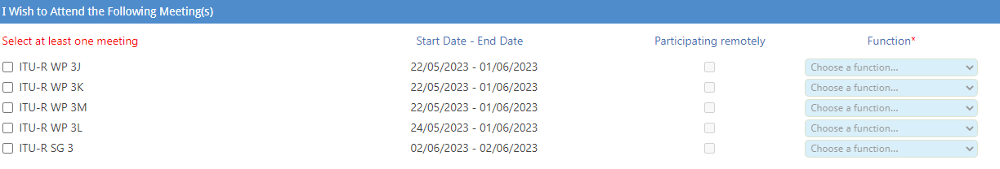 I Wish to Attend the Following Meeting(s)
Select at least one meeting Start Date - End Date Participating remotely Function*
ITU-R WP 3J 22/05/2023 - 01/06/2023 Choose a function...
ITU-R WP 3K 22/05/2023 - 01/06/2023 Choose a function...
ITU-R WP 3M 22/05/2023 - 01/06/2023 Choose a function...
ITU-R WP 3L 24/05/2023 - 01/06/2023 Choose a function...
ITU-R SG 3 02/06/2023 - 02/06/2023 Choose a function...